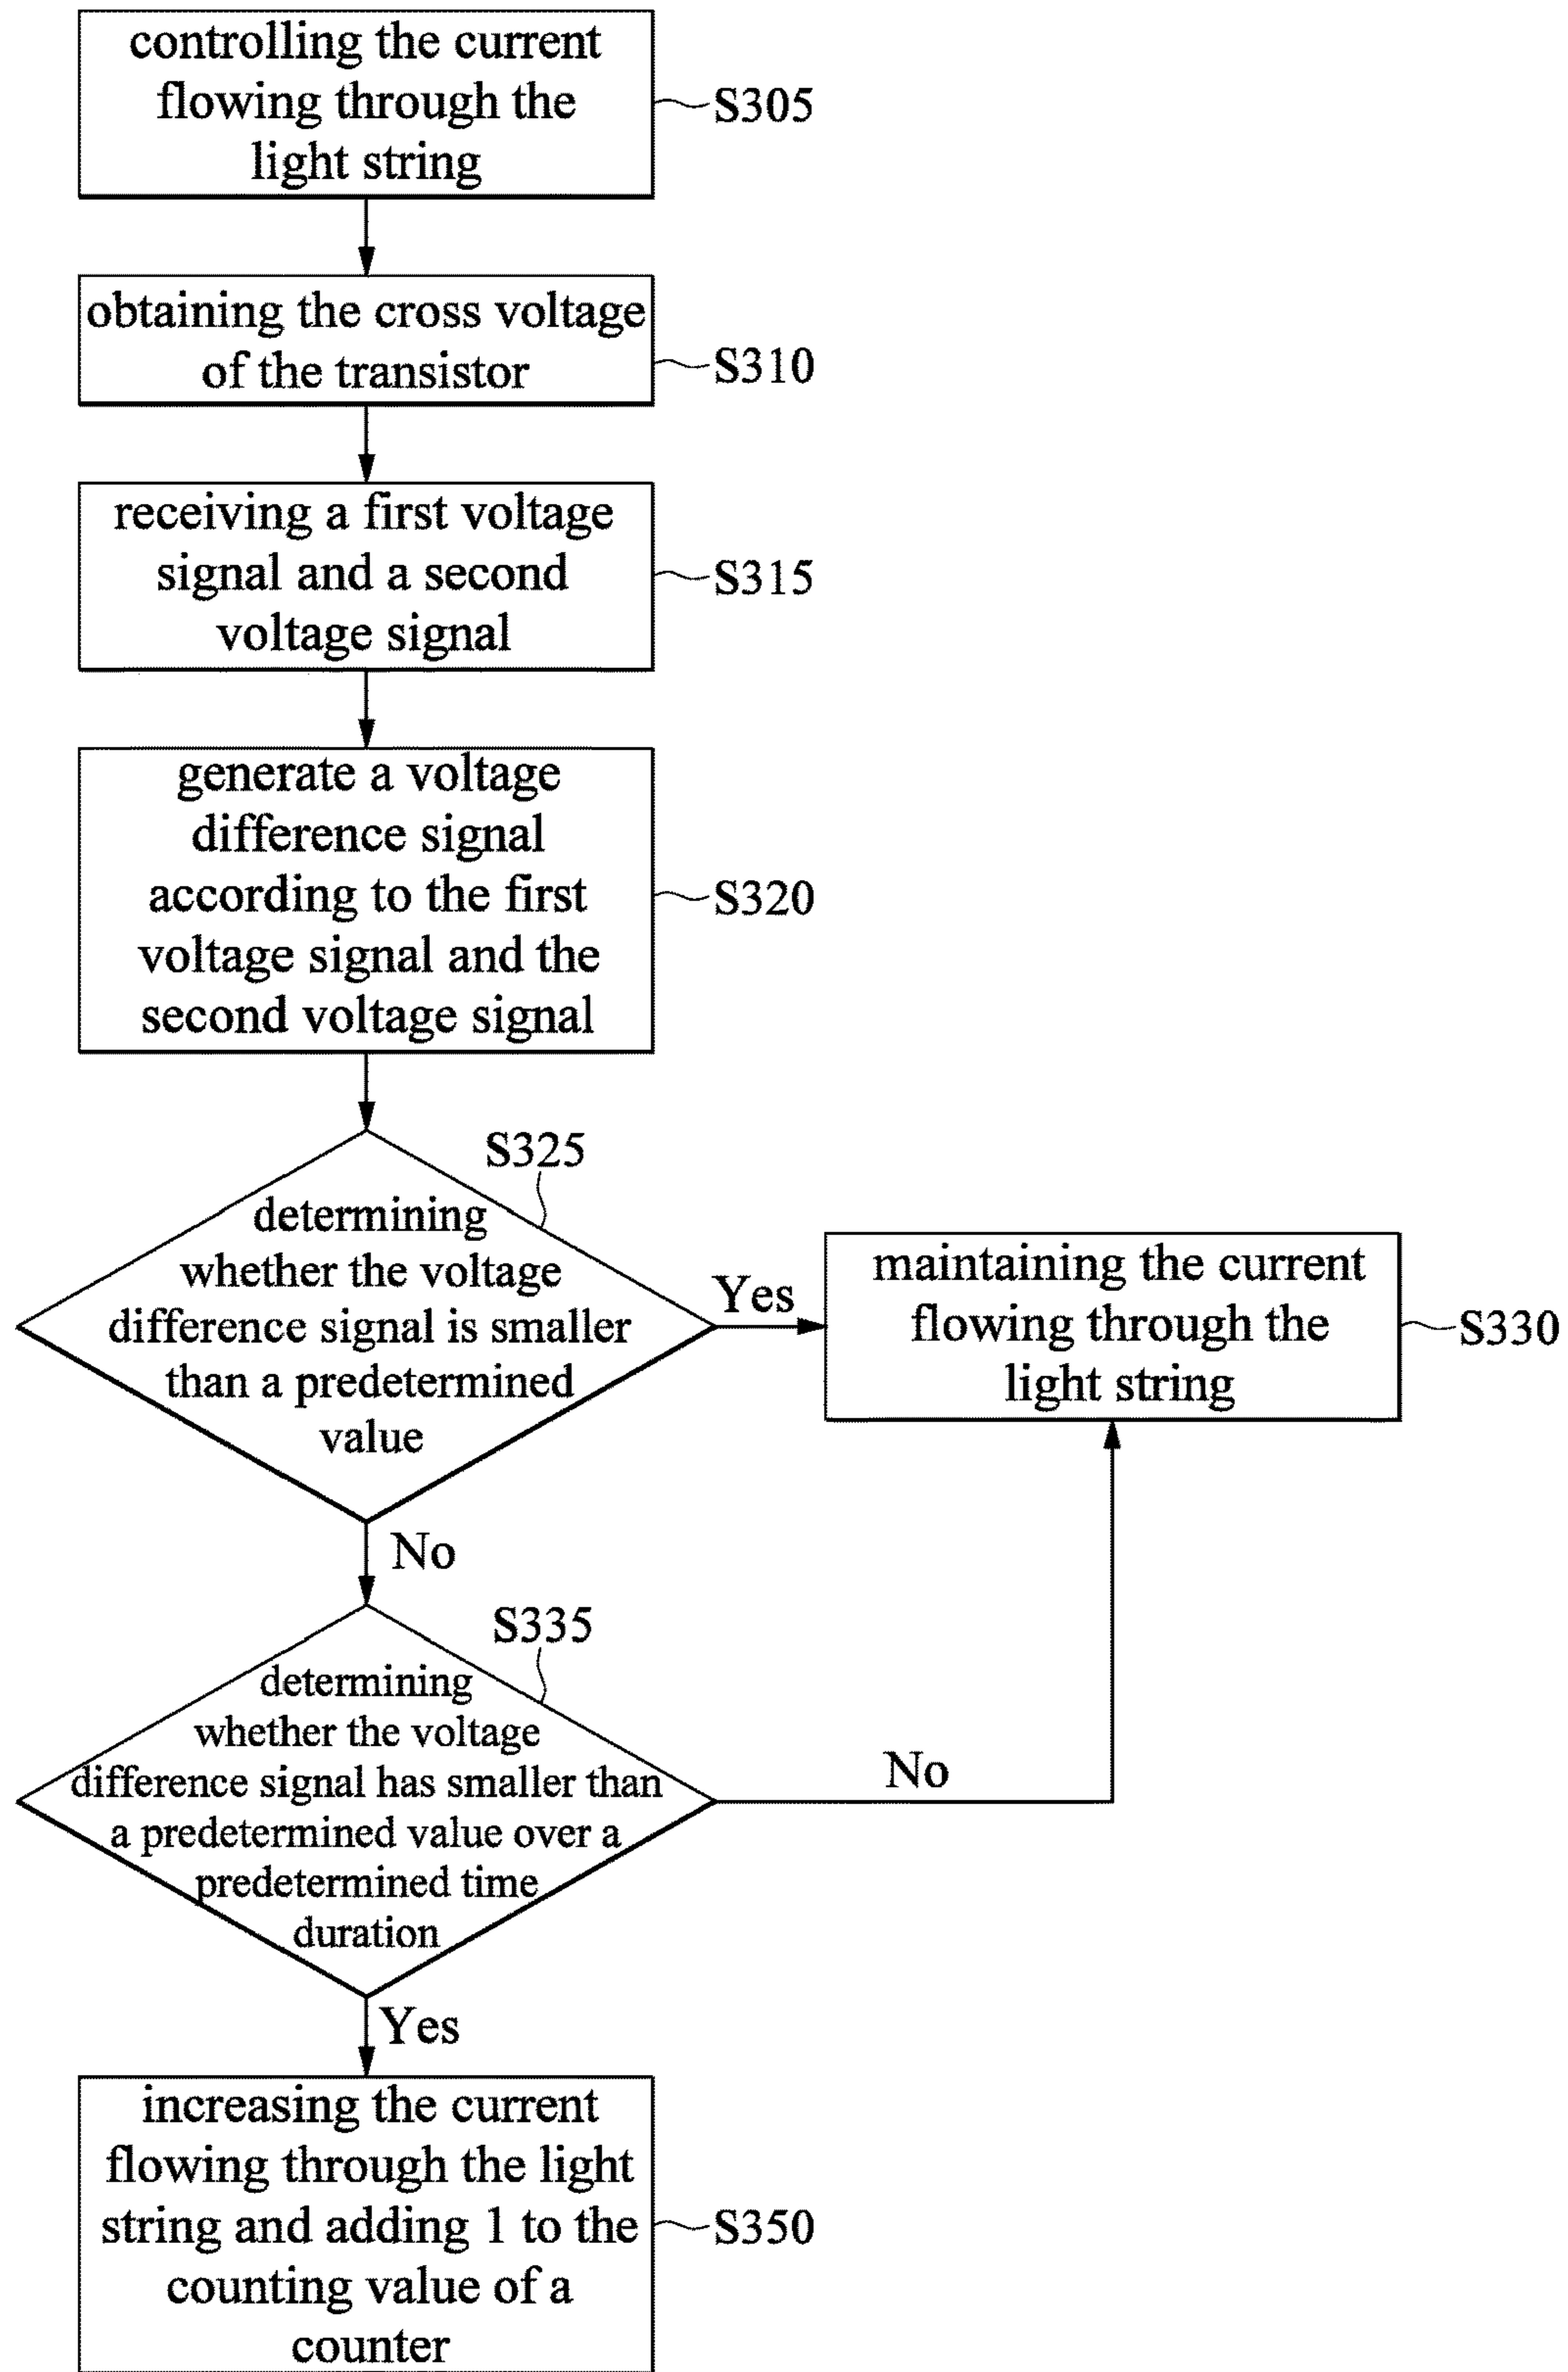 controlling the current
flowing through the
light string
S305
obtaining the cross voltage
of the transistor
S310
receiving a first voltage
signal and a second
voltage signal
S315
generate a voltage
difference signal
according to the first
voltage signal and the
second voltage signal
S320
S325
determining
whether the voltage
difference signal is smaller
than a predetermined
value
Yes
maintaining the current
flowing through the
light string
S330
No
S335
determining
whether the voltage
difference signal has smaller than
a predetermined value over a
predetermined time
duration
No
Yes
increasing the current
flowing through the light
string and adding 1 to the
counting value of a
counter
S350